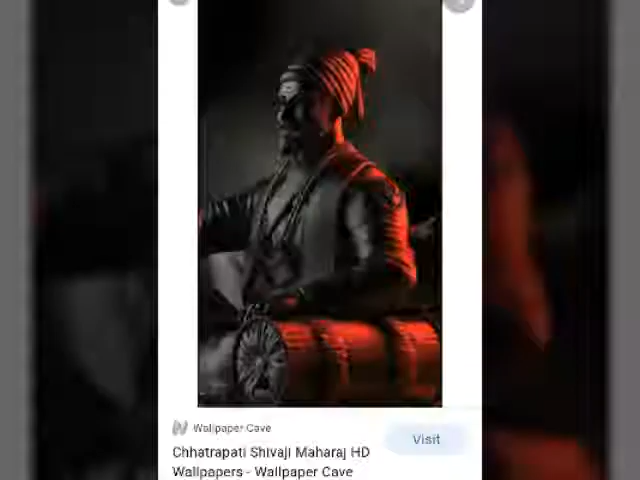 Wallpaper Cave
Visit
Chhatrapati Shivaji Maharaj HD
Wallpapers - Wallpaper Cave